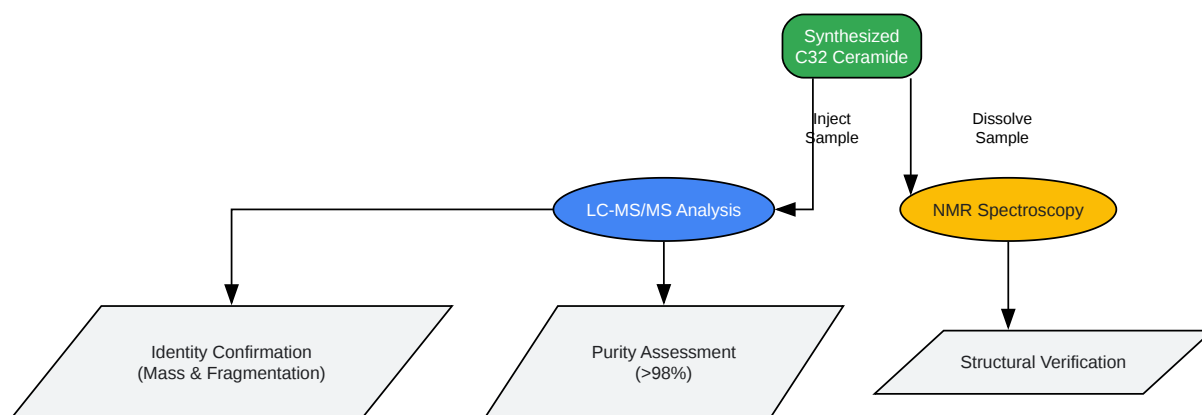 Synthesized
C32 Ceramide
Inject
Sample
Dissolve
Sample
LC-MS/MS Analysis
NMR Spectroscopy
Identity Confirmation
(Mass & Fragmentation)
Purity Assessment
(>98%)
Structural Verification